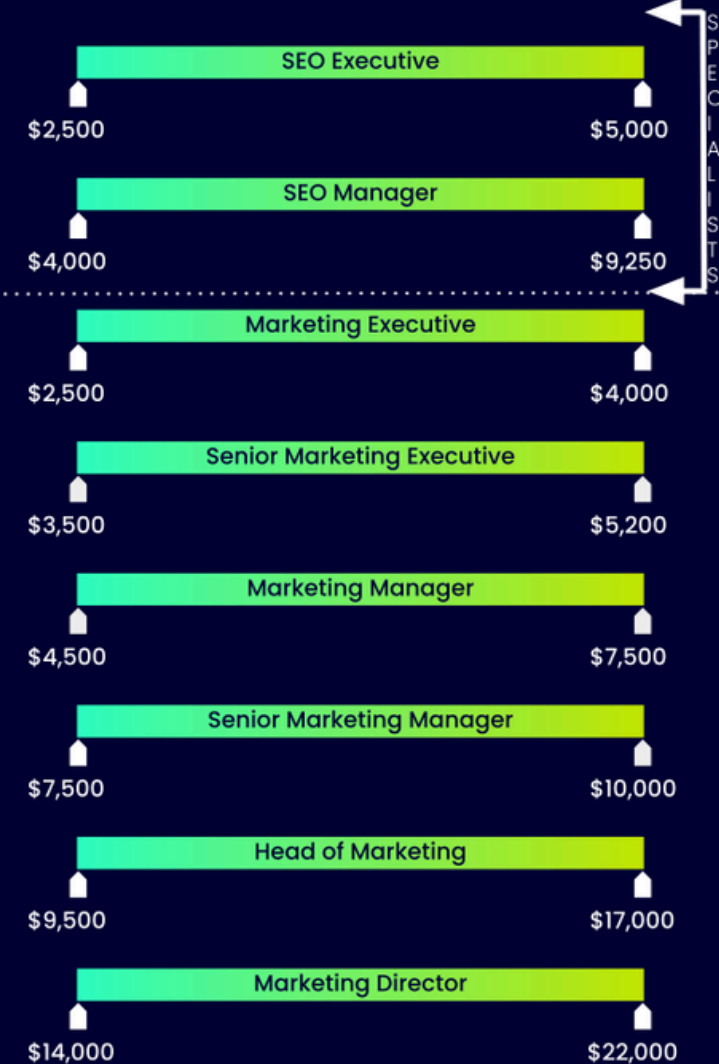 SEO Executive
$2,500 $5,000
SEO Manager
$4,000 $9,250
SPECIALISTS
Marketing Executive
$2,500 $4,000
Senior Marketing Executive
$3,500 $5,200
Marketing Manager
$4,500 $7,500
Senior Marketing Manager
$7,500 $10,000
Head of Marketing
$9,500 $17,000
Marketing Director
$14,000 $22,000